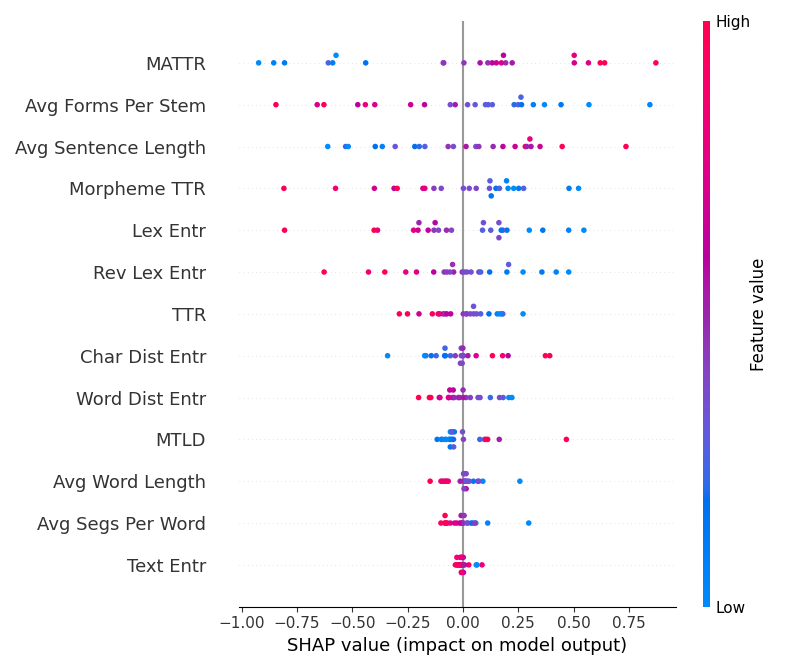 High
MATTR
Avg Forms Per Stem
Avg Sentence Length
Morpheme TTR
Lex Entr
Rev Lex Entr
TTR
Char Dist Entr
Word Dist Entr
MTLD
Avg Word Length
Avg Segs Per Word
Text Entr
Feature value
Low
−1.00 −0.75 −0.50 −0.25 0.00 0.25 0.50 0.75
SHAP value (impact on model output)